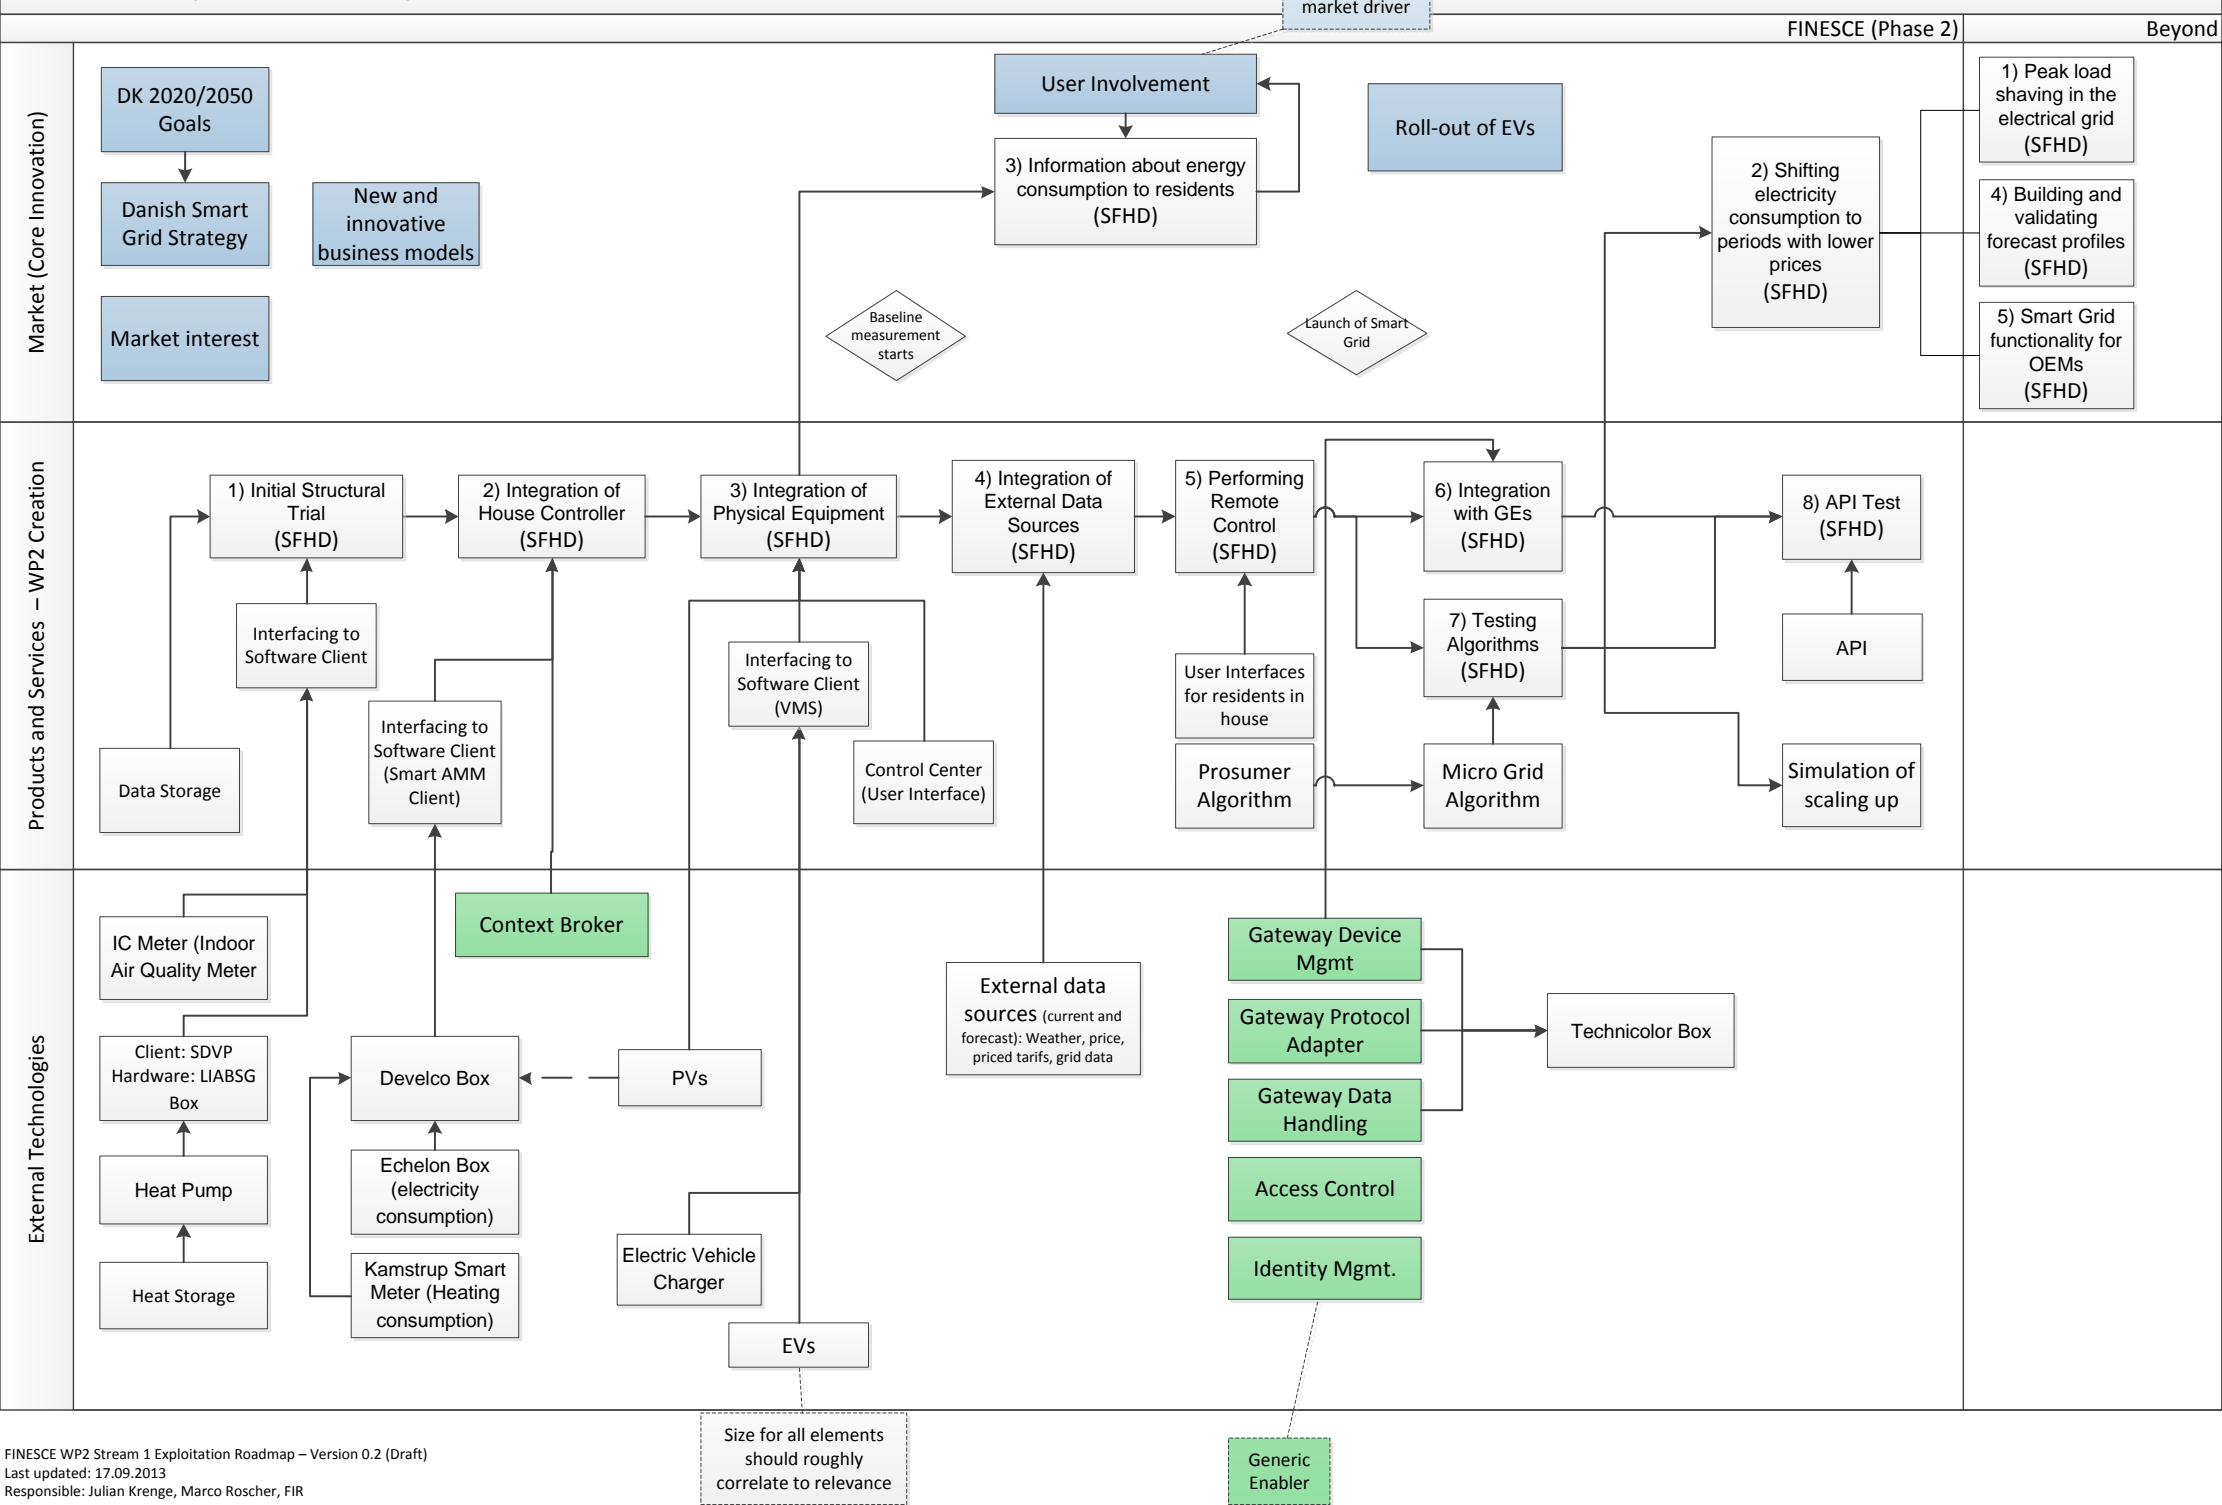 market driver
FINESCE (Phase 2)
Beyond
Market (Core Innovation)
DK 2020/2050
Goals
Danish Smart
Grid Strategy
New and
innovative
business models
Market interest
User Involvement
3) Information about energy
consumption to residents
(SFHD)
Roll-out of EVs
Baseline
measurement
starts
Launch of Smart
Grid
2) Shifting
electricity
consumption to
periods with lower
prices
(SFHD)
1) Peak load
shaving in the
electrical grid
(SFHD)
4) Building and
validating
forecast profiles
(SFHD)
5) Smart Grid
functionality for
OEMs
(SFHD)
Products and Services – WP2 Creation
1) Initial Structural
Trial
(SFHD)
2) Integration of
House Controller
(SFHD)
3) Integration of
Physical Equipment
(SFHD)
4) Integration of
External Data
Sources
(SFHD)
5) Performing
Remote
Control
(SFHD)
6) Integration
with GEs
(SFHD)
8) API Test
(SFHD)
7) Testing
Algorithms
(SFHD)
Interfacing to
Software Client
Interfacing to
Software Client
(Smart AMM
Client)
Interfacing to
Software Client
(VMS)
User Interfaces
for residents in
house
API
Data Storage
Control Center
(User Interface)
Prosumer
Algorithm
Micro Grid
Algorithm
Simulation of
scaling up
External Technologies
IC Meter (Indoor
Air Quality Meter
Context Broker
Client: SDVP
Hardware: LIABSG
Box
Develco Box
PVs
External data
sources (current and
forecast): Weather, price,
priced tarifs, grid data
Gateway Device
Mgmt
Gateway Protocol
Adapter
Gateway Data
Handling
Technicolor Box
Access Control
Identity Mgmt.
Heat Pump
Echelon Box
(electricity
consumption)
Electric Vehicle
Charger
Heat Storage
Kamstrup Smart
Meter (Heating
consumption)
EVs
Size for all elements
should roughly
correlate to relevance
Generic
Enabler
FINESCE WP2 Stream 1 Exploitation Roadmap – Version 0.2 (Draft)
Last updated: 17.09.2013
Responsible: Julian Krenge, Marco Roscher, FIR